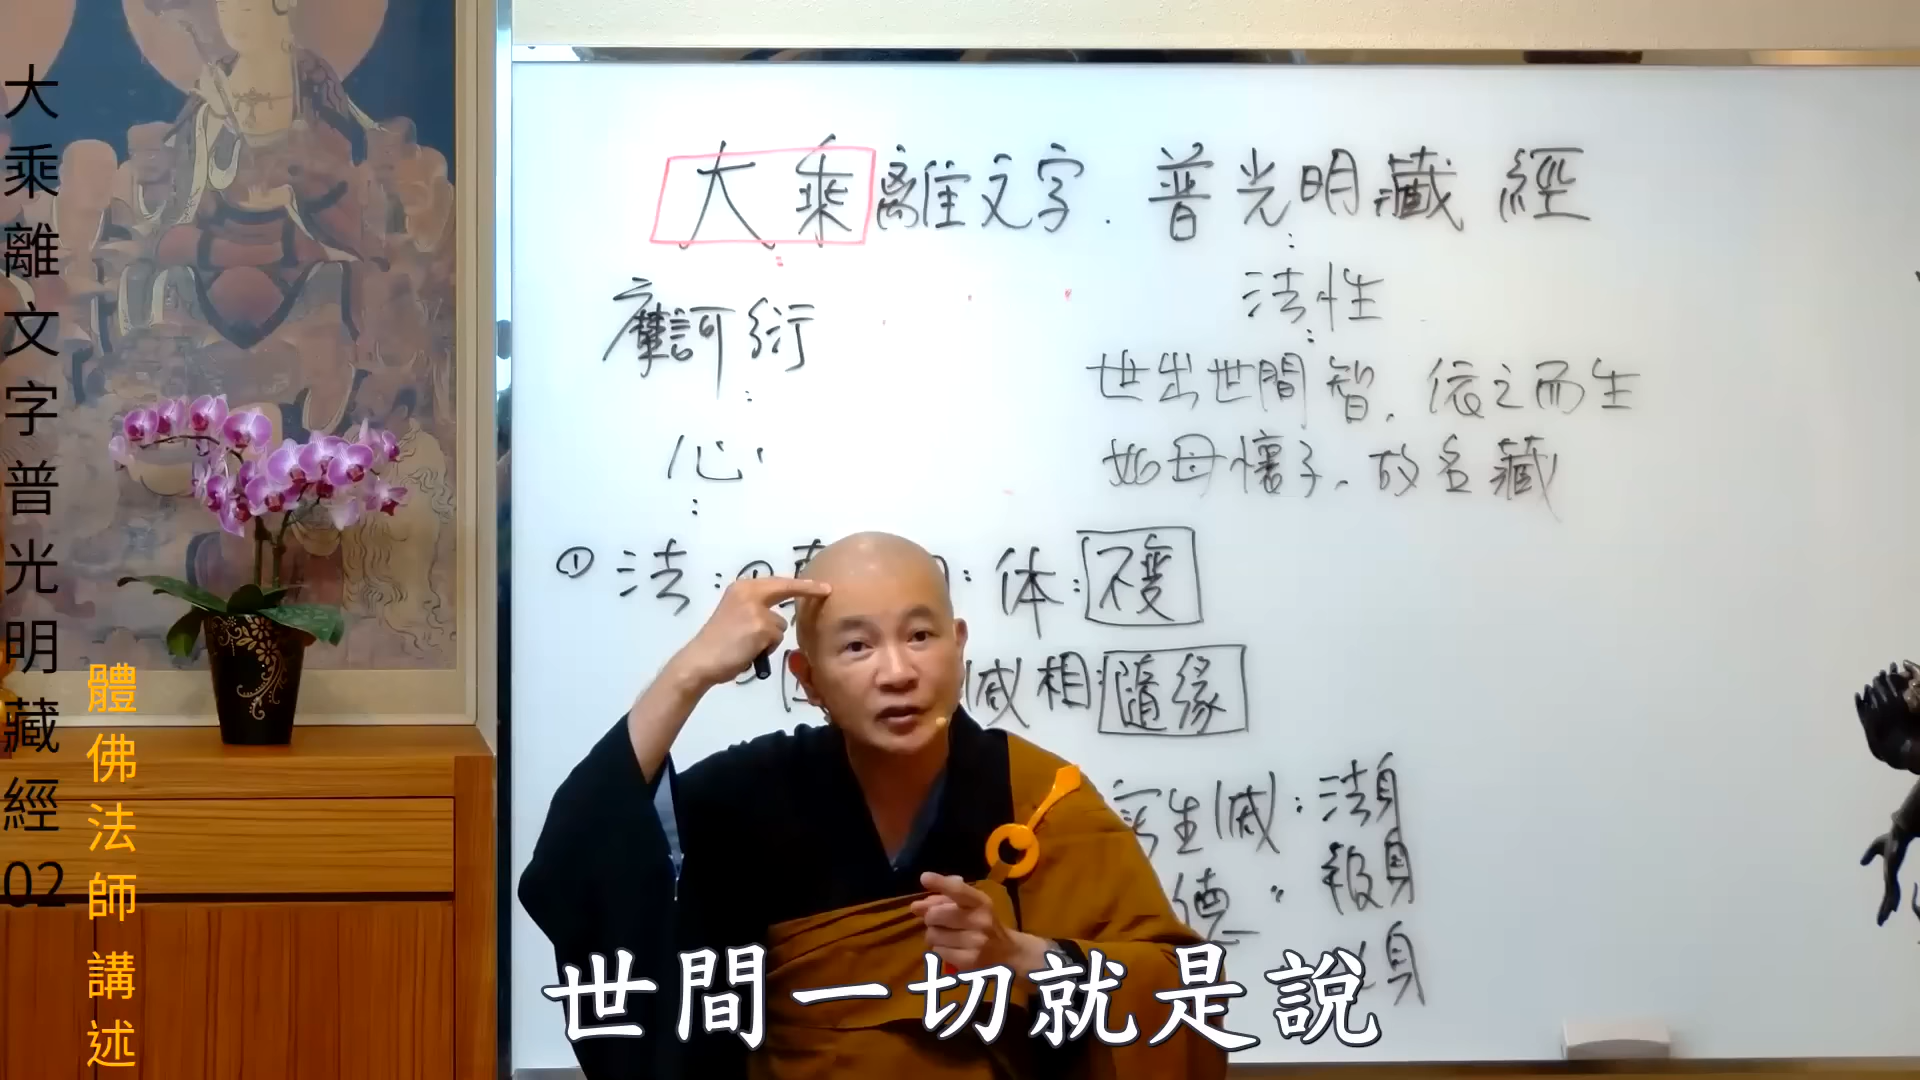 大乘離文字普光明藏經02
體佛法師講述
大乘離文字.普光明藏經
摩訶衍
法性
世出世間智.依之而生
心
如母懷子.故名藏
①法:
:体:不变
滅相:隨緣
生滅:法身
德:報身
身
世間一切就是說